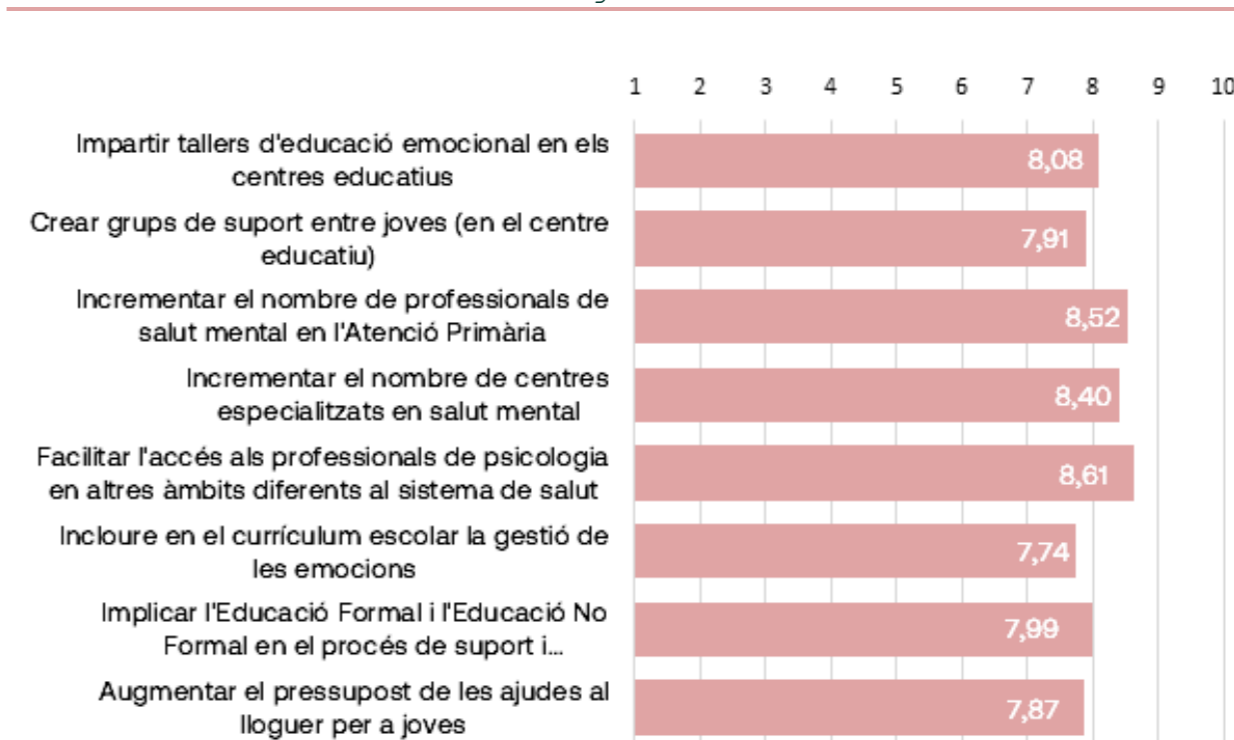 1 2 3 4 5 6 7 8 9 10
Impartir tallers d'educació emocional en els
centres educatius
8,08
Crear grups de suport entre joves (en el centre
educatiu)
7,91
Incrementar el nombre de professionals de
salut mental en l'Atenció Primària
8,52
Incrementar el nombre de centres
especialitzats en salut mental
8,40
Facilitar l'accés als professionals de psicologia
en altres àmbits diferents al sistema de salut
8,61
Incloure en el currículum escolar la gestió de
les emocions
7,74
Implicar l'Educació Formal i l'Educació No
Formal en el procés de suport i...
7,99
Augmentar el pressupost de les ajudes al
lloguer per a joves
7,87